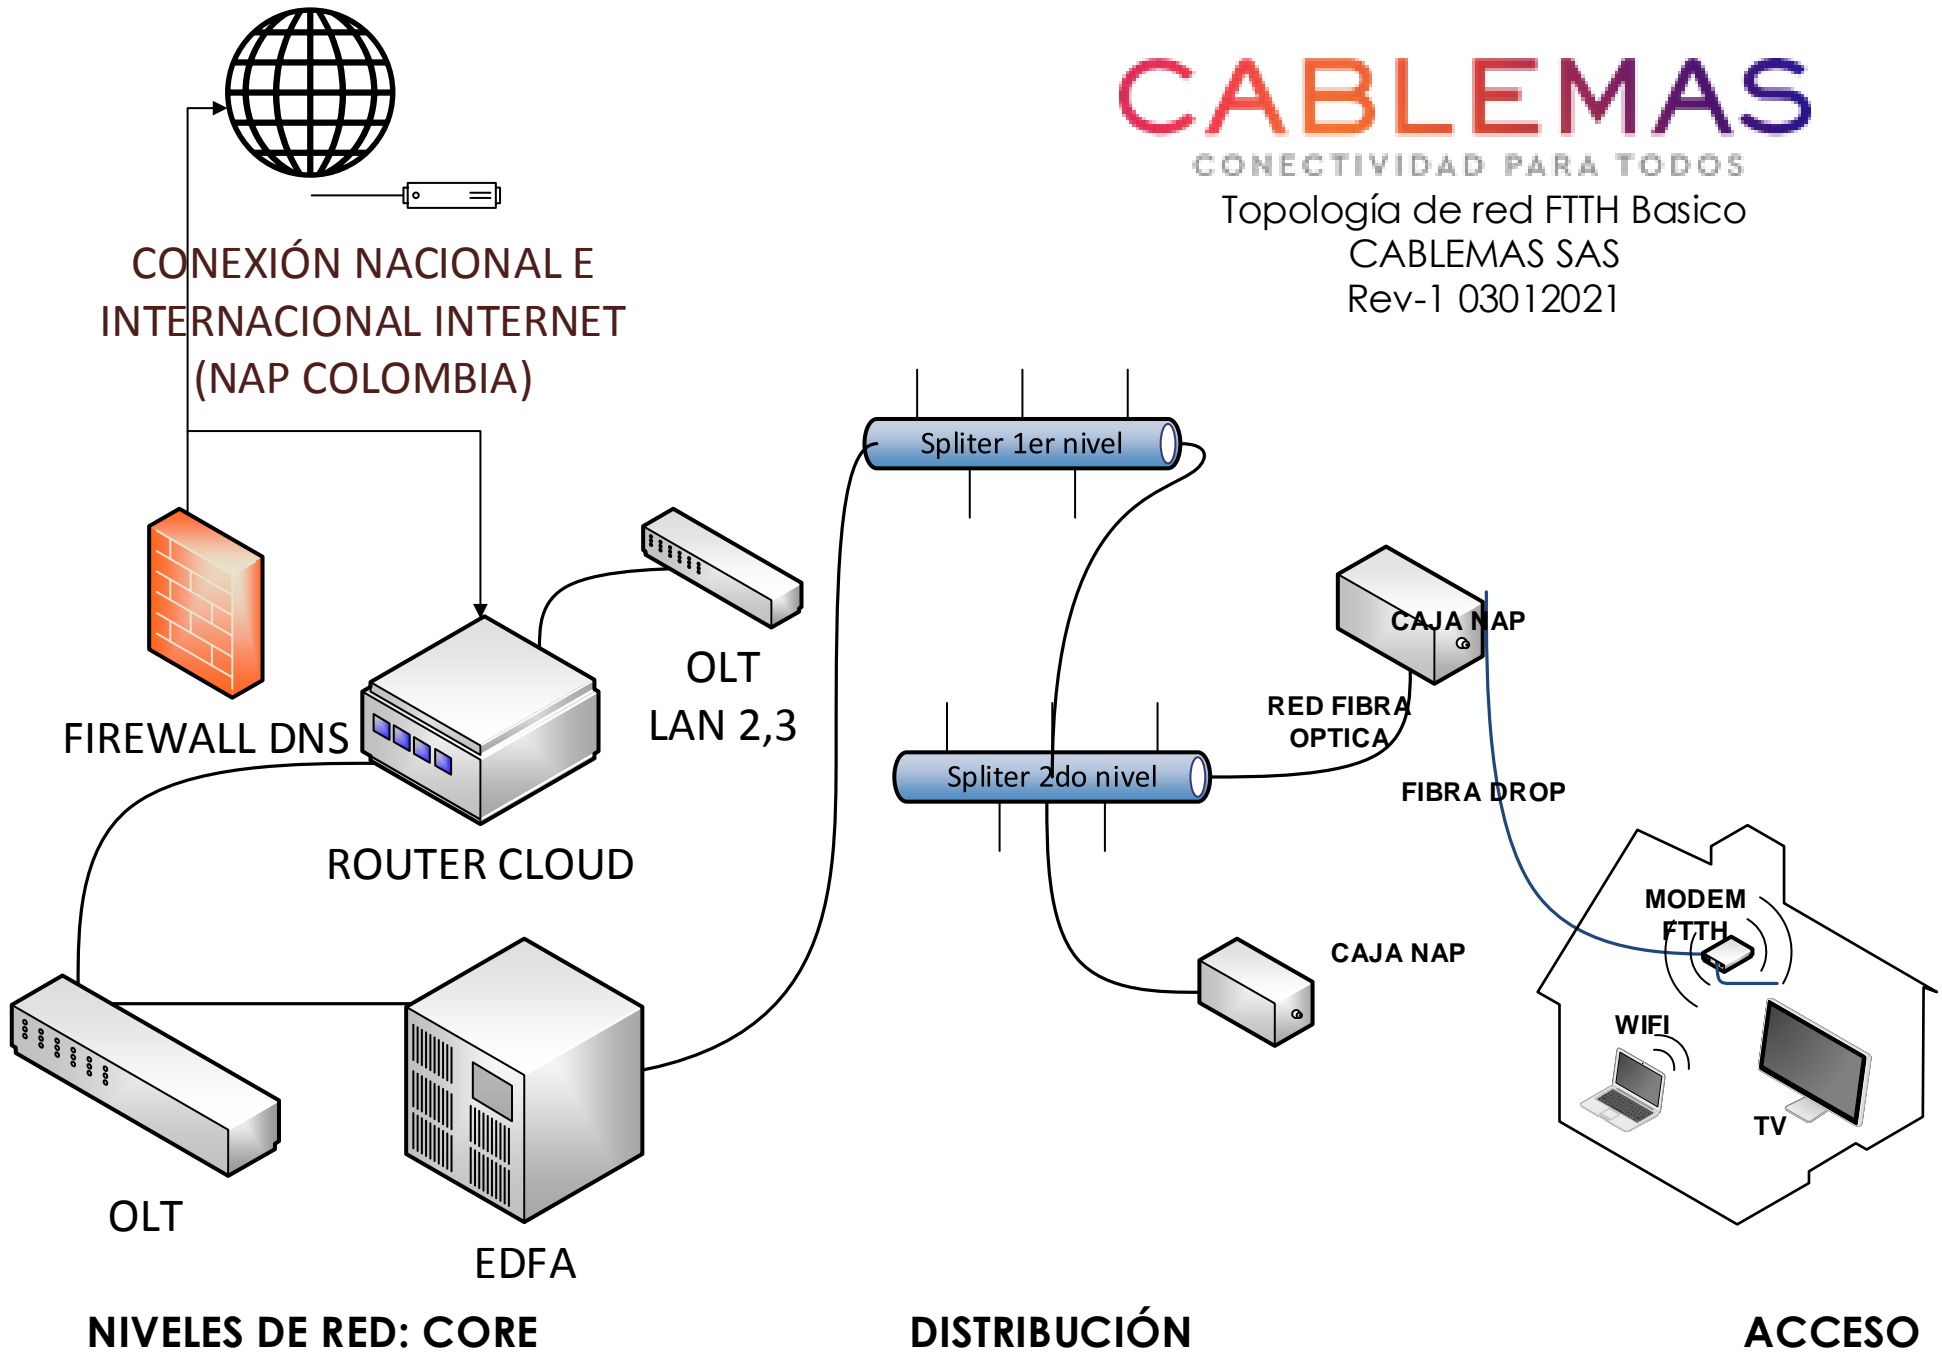 CABLEMAS
CONECTIVIDAD PARA TODOS
Topología de red FTTH Basico
CABLEMAS SAS
Rev-1 03012021
CONEXIÓN NACIONAL E
INTERNACIONAL INTERNET
(NAP COLOMBIA)
Spliter 1er nivel
CAJA NAP
OLT
LAN 2,3
RED FIBRA
OPTICA
FIREWALL DNS
Spliter 2do nivel
FIBRA DROP
ROUTER CLOUD
MODEM
FTTH
CAJA NAP
WIFI
TV
OLT
EDFA
NIVELES DE RED: CORE
DISTRIBUCIÓN
ACCESO